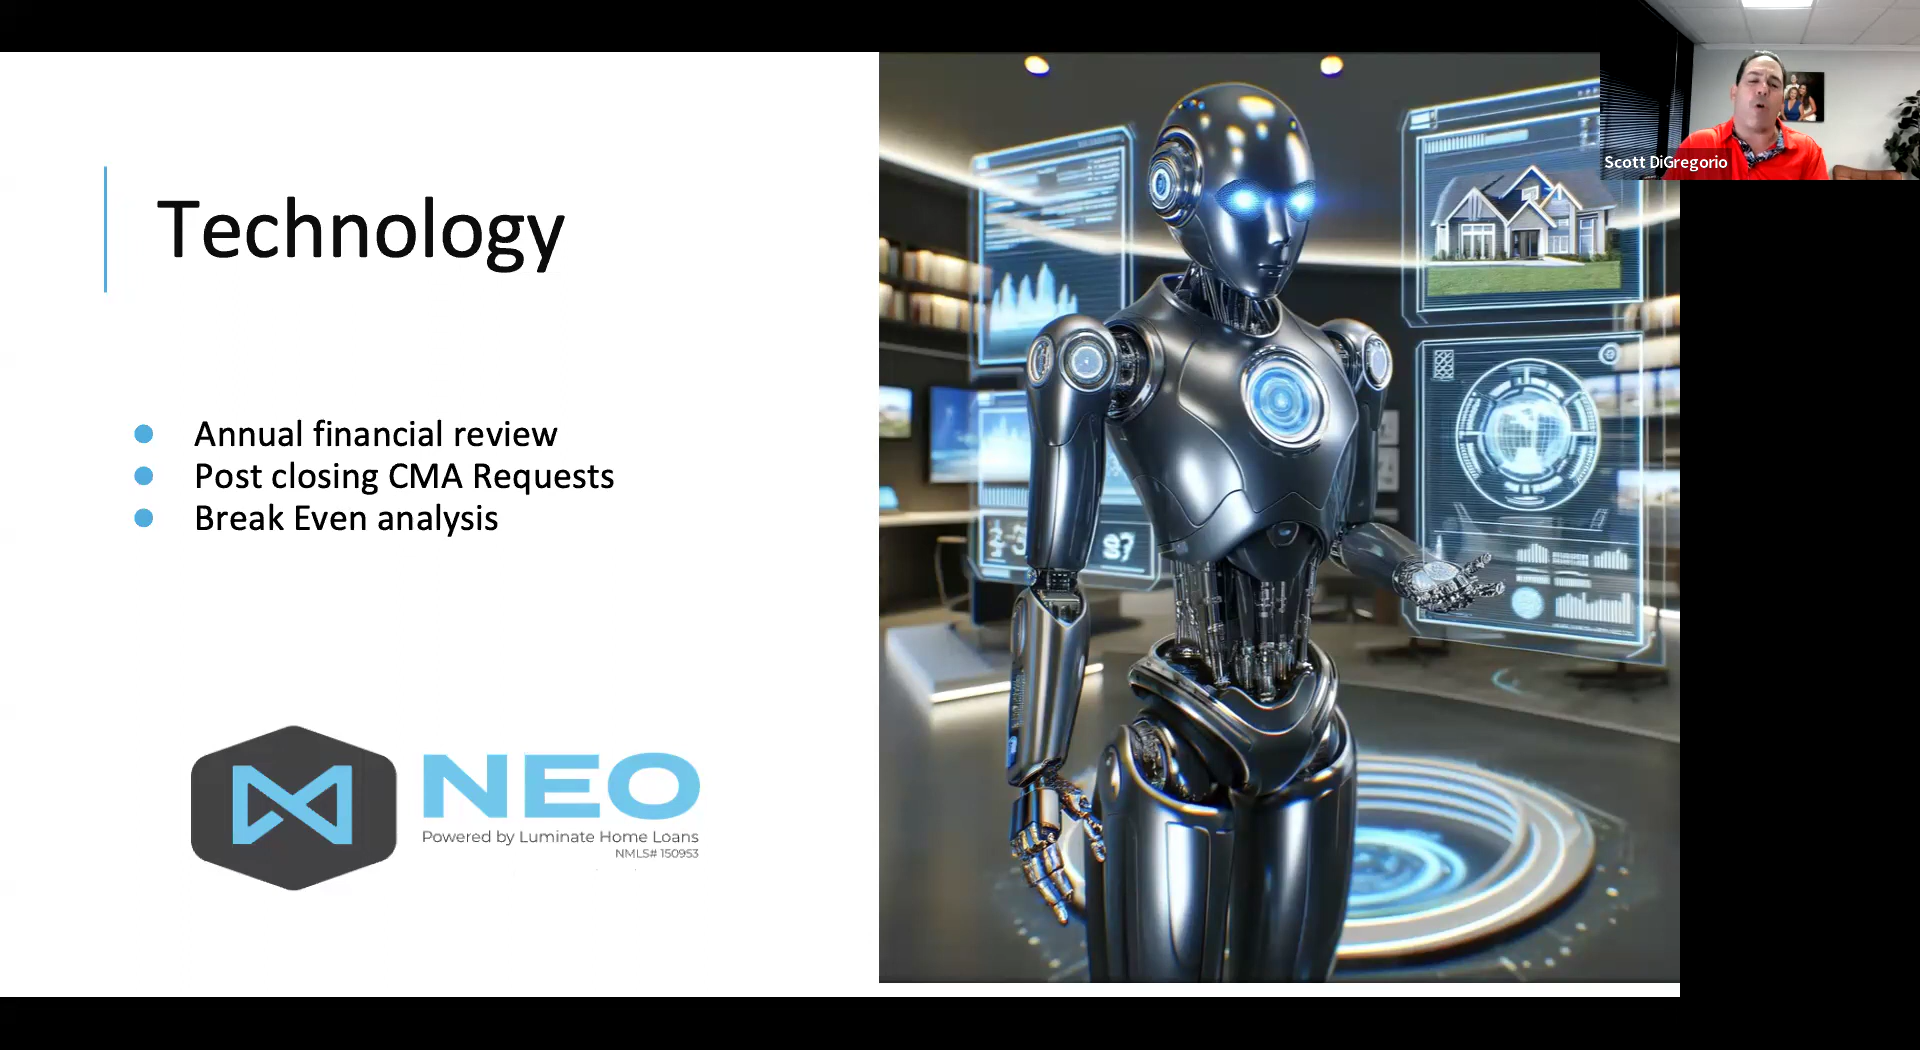 Technology
Annual financial review
Post closing CMA Requests
Break Even analysis
NEO
Powered by Luminate Home Loans
NMLS# 150953
Scott DiGregorio